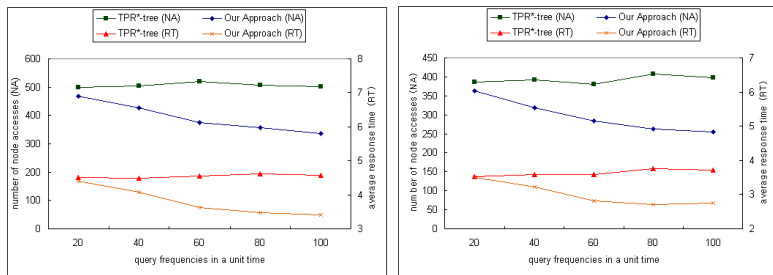 TPR*-tree (NA) Our Approach (NA)
TPR*-tree (RT) Our Approach (RT)
number of node accesses (NA)
600
500
400
300
200
100
0
8
7
6
5
4
3
average response time (RT)
20 40 60 80 100
query frequencies in a unit time
TPR*-tree (NA) Our Approach (NA)
TPR*-tree (RT) Our Approach (RT)
number of node accesses (NA)
450
400
350
300
250
200
150
100
50
0
7
6
5
4
3
2
average response time (RT)
20 40 60 80 100
query frequencies in a unit time